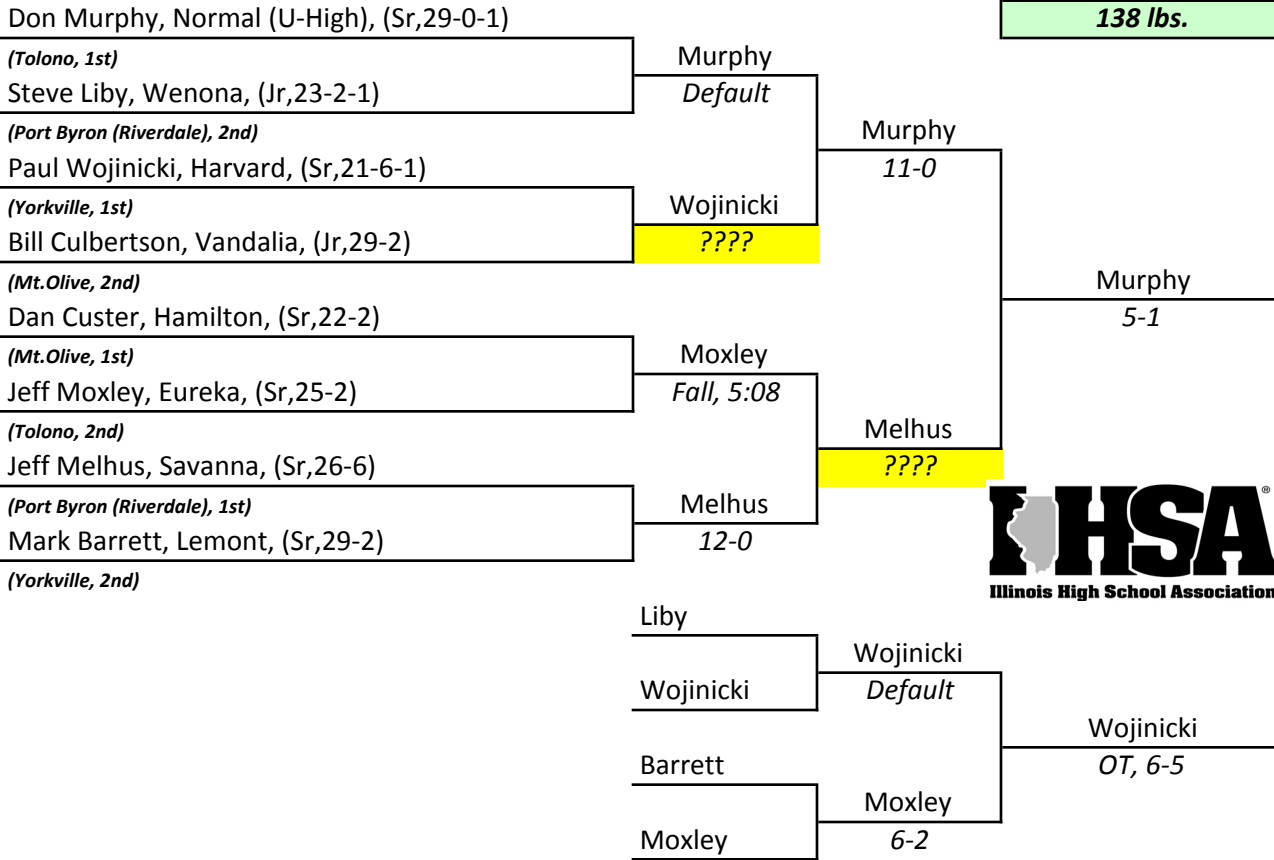 Don Murphy, Normal (U-High), (Sr,29-0-1)
138 lbs.
(Tolono, 1st)
Murphy
Steve Liby, Wenona, (Jr,23-2-1)
Default
(Port Byron (Riverdale), 2nd)
Murphy
Paul Wojinicki, Harvard, (Sr,21-6-1)
11-0
(Yorkville, 1st)
Wojinicki
Bill Culbertson, Vandalia, (Jr,29-2)
????
(Mt.Olive, 2nd)
Murphy
Dan Custer, Hamilton, (Sr,22-2)
5-1
(Mt.Olive, 1st)
Moxley
Jeff Moxley, Eureka, (Sr,25-2)
Fall, 5:08
(Tolono, 2nd)
Melhus
Jeff Melhus, Savanna, (Sr,26-6)
????
(Port Byron (Riverdale), 1st)
Melhus
Mark Barrett, Lemont, (Sr,29-2)
12-0
(Yorkville, 2nd)
IHSA®
Illinois High School Association
Liby
Wojinicki
Wojinicki
Default
Wojinicki
Barrett
OT, 6-5
Moxley
Moxley
6-2